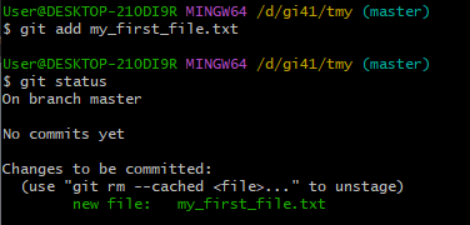 User@DESKTOP-21ODI9R MINGW64 /d/gi41/tmy (master)
$ git add my_first_file.txt
User@DESKTOP-21ODI9R MINGW64 /d/gi41/tmy (master)
$ git status
On branch master
No commits yet
Changes to be committed:
(use "git rm --cached <file>..." to unstage)
new file: my_first_file.txt